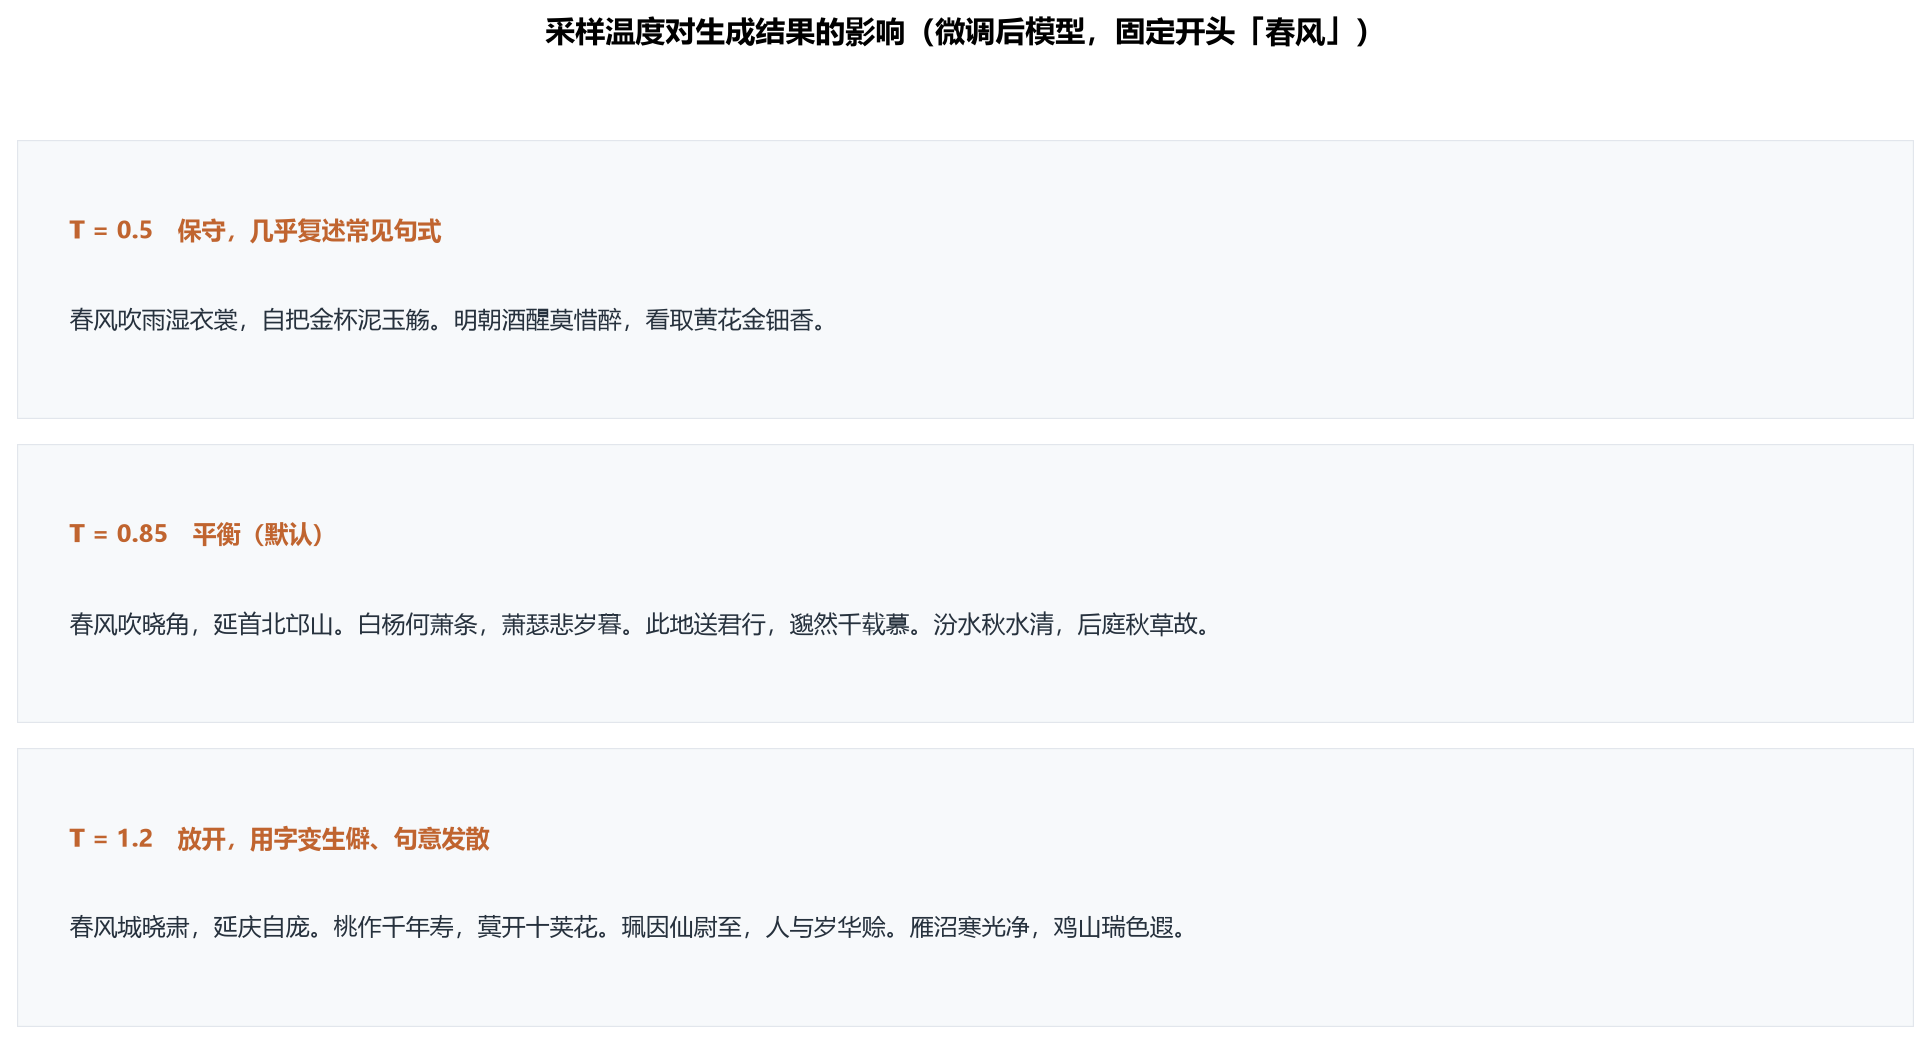 采样温度对生成结果的影响（微调后模型，固定开头「春风」）
T = 0.5　保守，几乎复述常见句式
春风吹雨湿衣裳，自把金杯泥玉觞。明朝酒醒莫惜醉，看取黄花金钿香。
T = 0.85　平衡（默认）
春风吹晓角，延首北邙山。白杨何萧条，萧瑟悲岁暮。此地送君行，邈然千载慕。汾水秋水清，后庭秋草故。
T = 1.2　放开，用字变生僻、句意发散
春风城晓肃，延庆自庞。桃作千年寿，蓂开十荚花。珮因仙尉至，人与岁华赊。雁沼寒光净，鸡山瑞色遐。